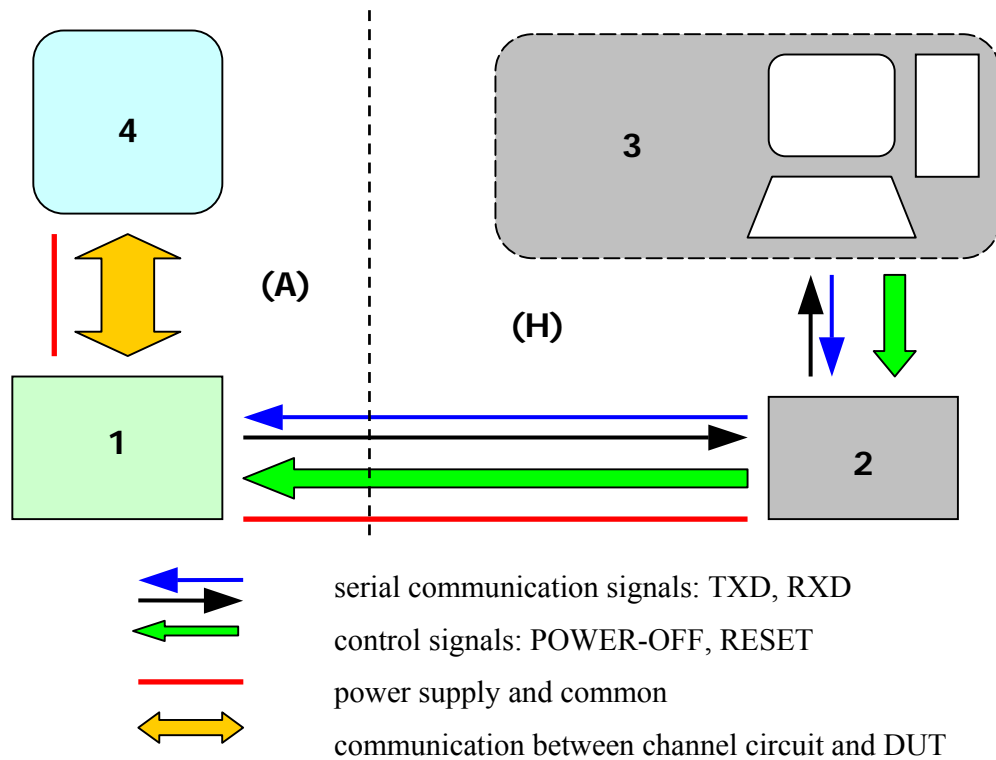 4
3
(A)
(H)
1
2
serial communication signals: TXD, RXD
control signals: POWER-OFF, RESET
power supply and common
communication between channel circuit and DUT